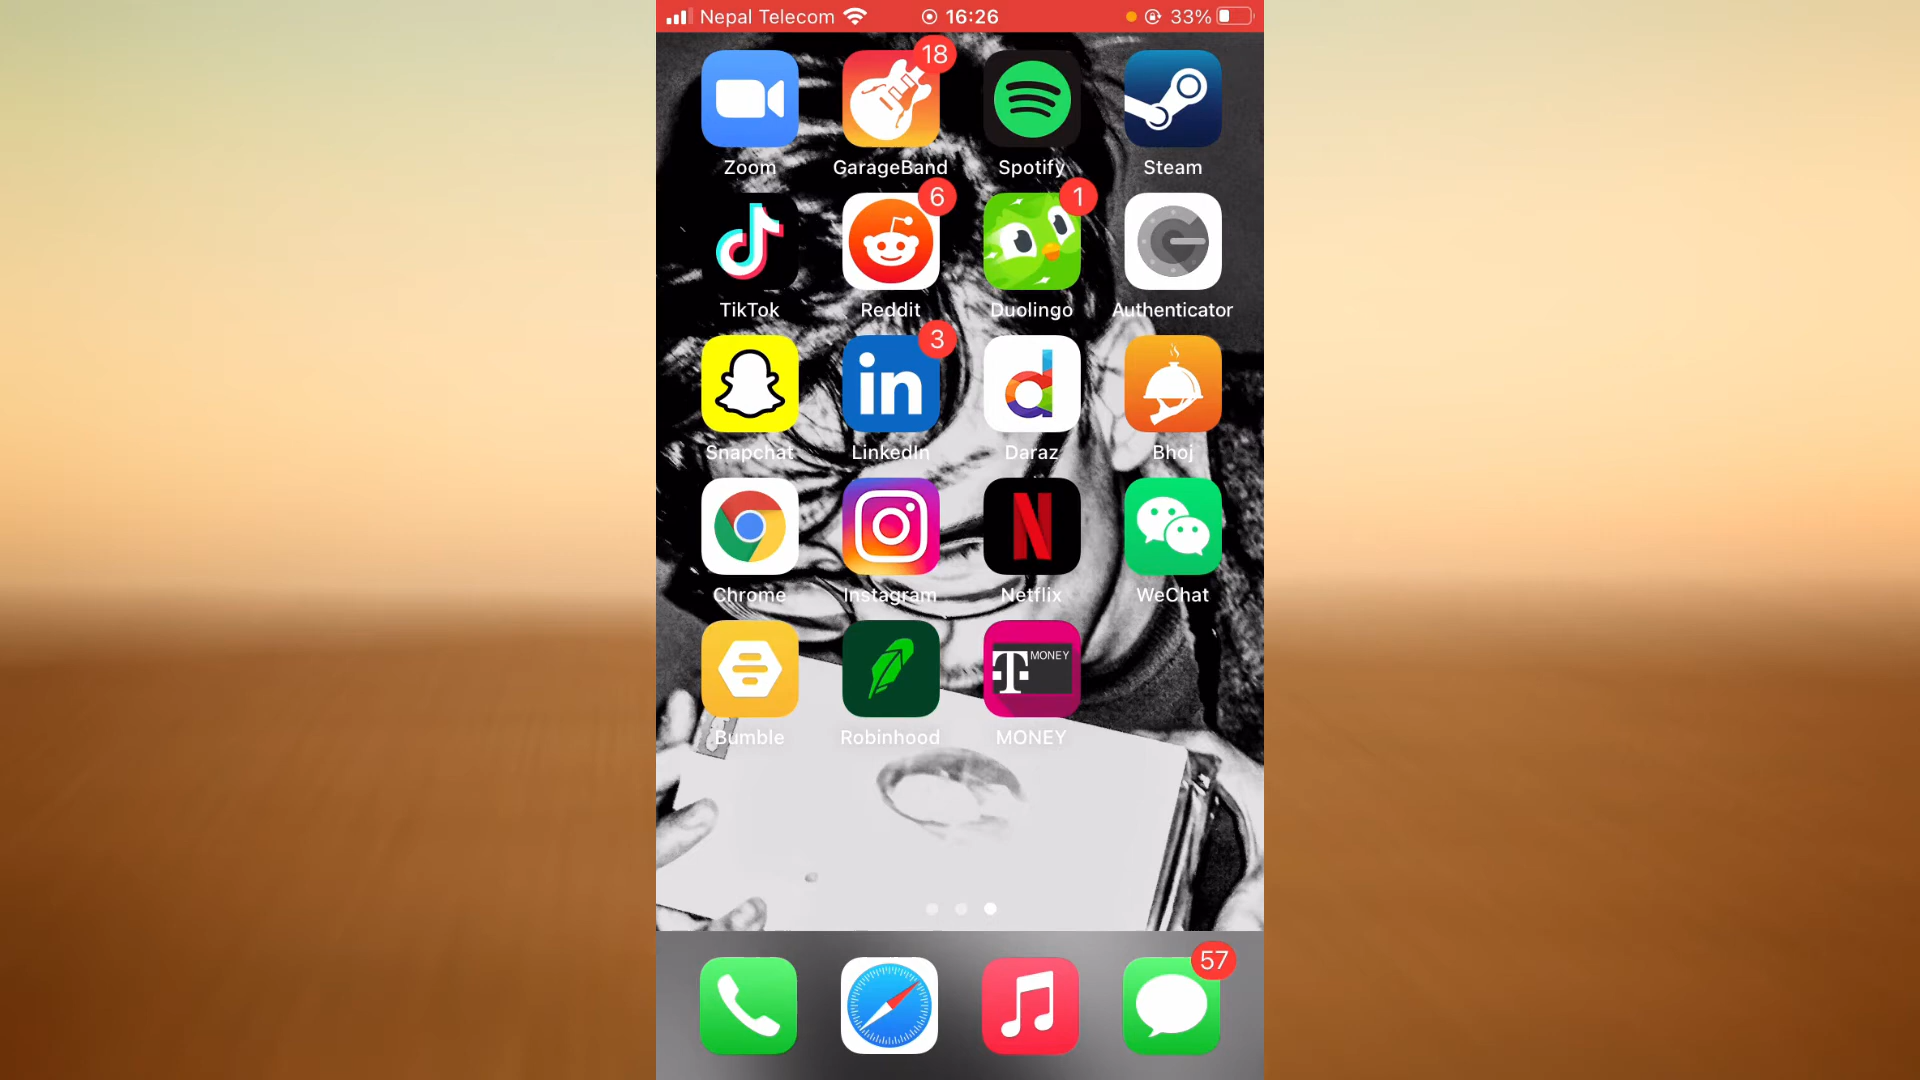 Nepal Telecom 16:26 33%
18
Zoom GarageBand Spotify Steam
6 1
TikTok Reddit Duolingo Authenticator
3
in
Snapchat LinkedIn Daraz Bhoj
Chrome Instagram Netflix WeChat
T MONEY
Bumble Robinhood MONEY
57